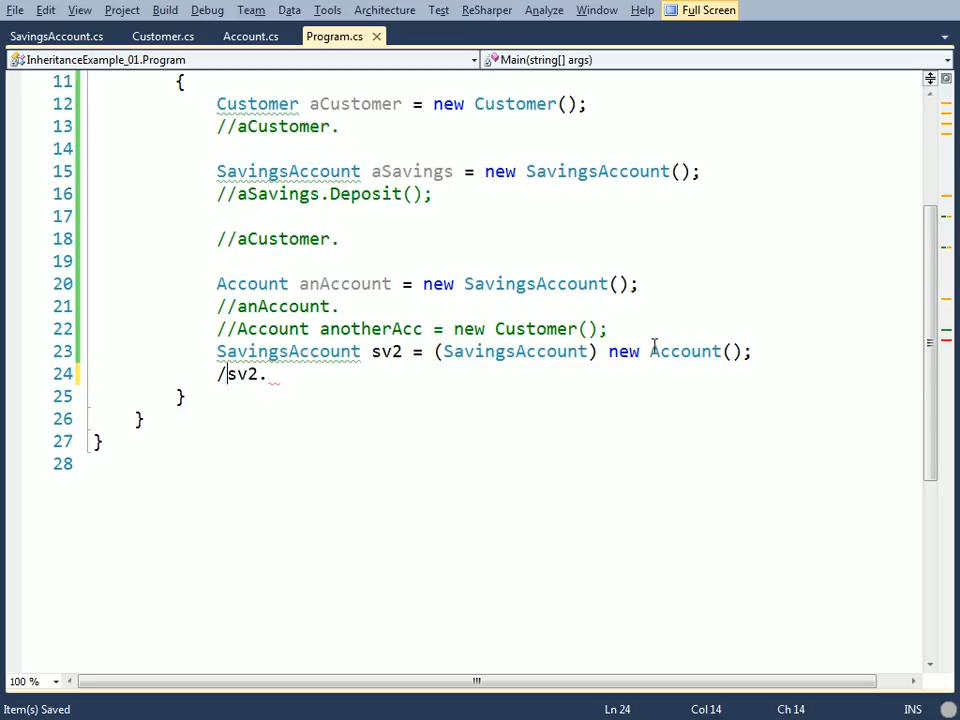 File Edit View Project Build Debug Team Data Tools Architecture Test ReSharper Analyze Window Help Full Screen
SavingsAccount.cs Customer.cs Account.cs Program.cs
InheritanceExample_01.Program Main(string[] args)
11 {
12 Customer aCustomer = new Customer();
13 //aCustomer.
14
15 SavingsAccount aSavings = new SavingsAccount();
16 //aSavings.Deposit();
17
18 //aCustomer.
19
20 Account anAccount = new SavingsAccount();
21 //anAccount.
22 //Account anotherAcc = new Customer();
23 SavingsAccount sv2 = (SavingsAccount) new Account();
24 /sv2.
25 }
26 }
27 }
28
100 %
Item(s) Saved Ln 24 Col 14 Ch 14 INS